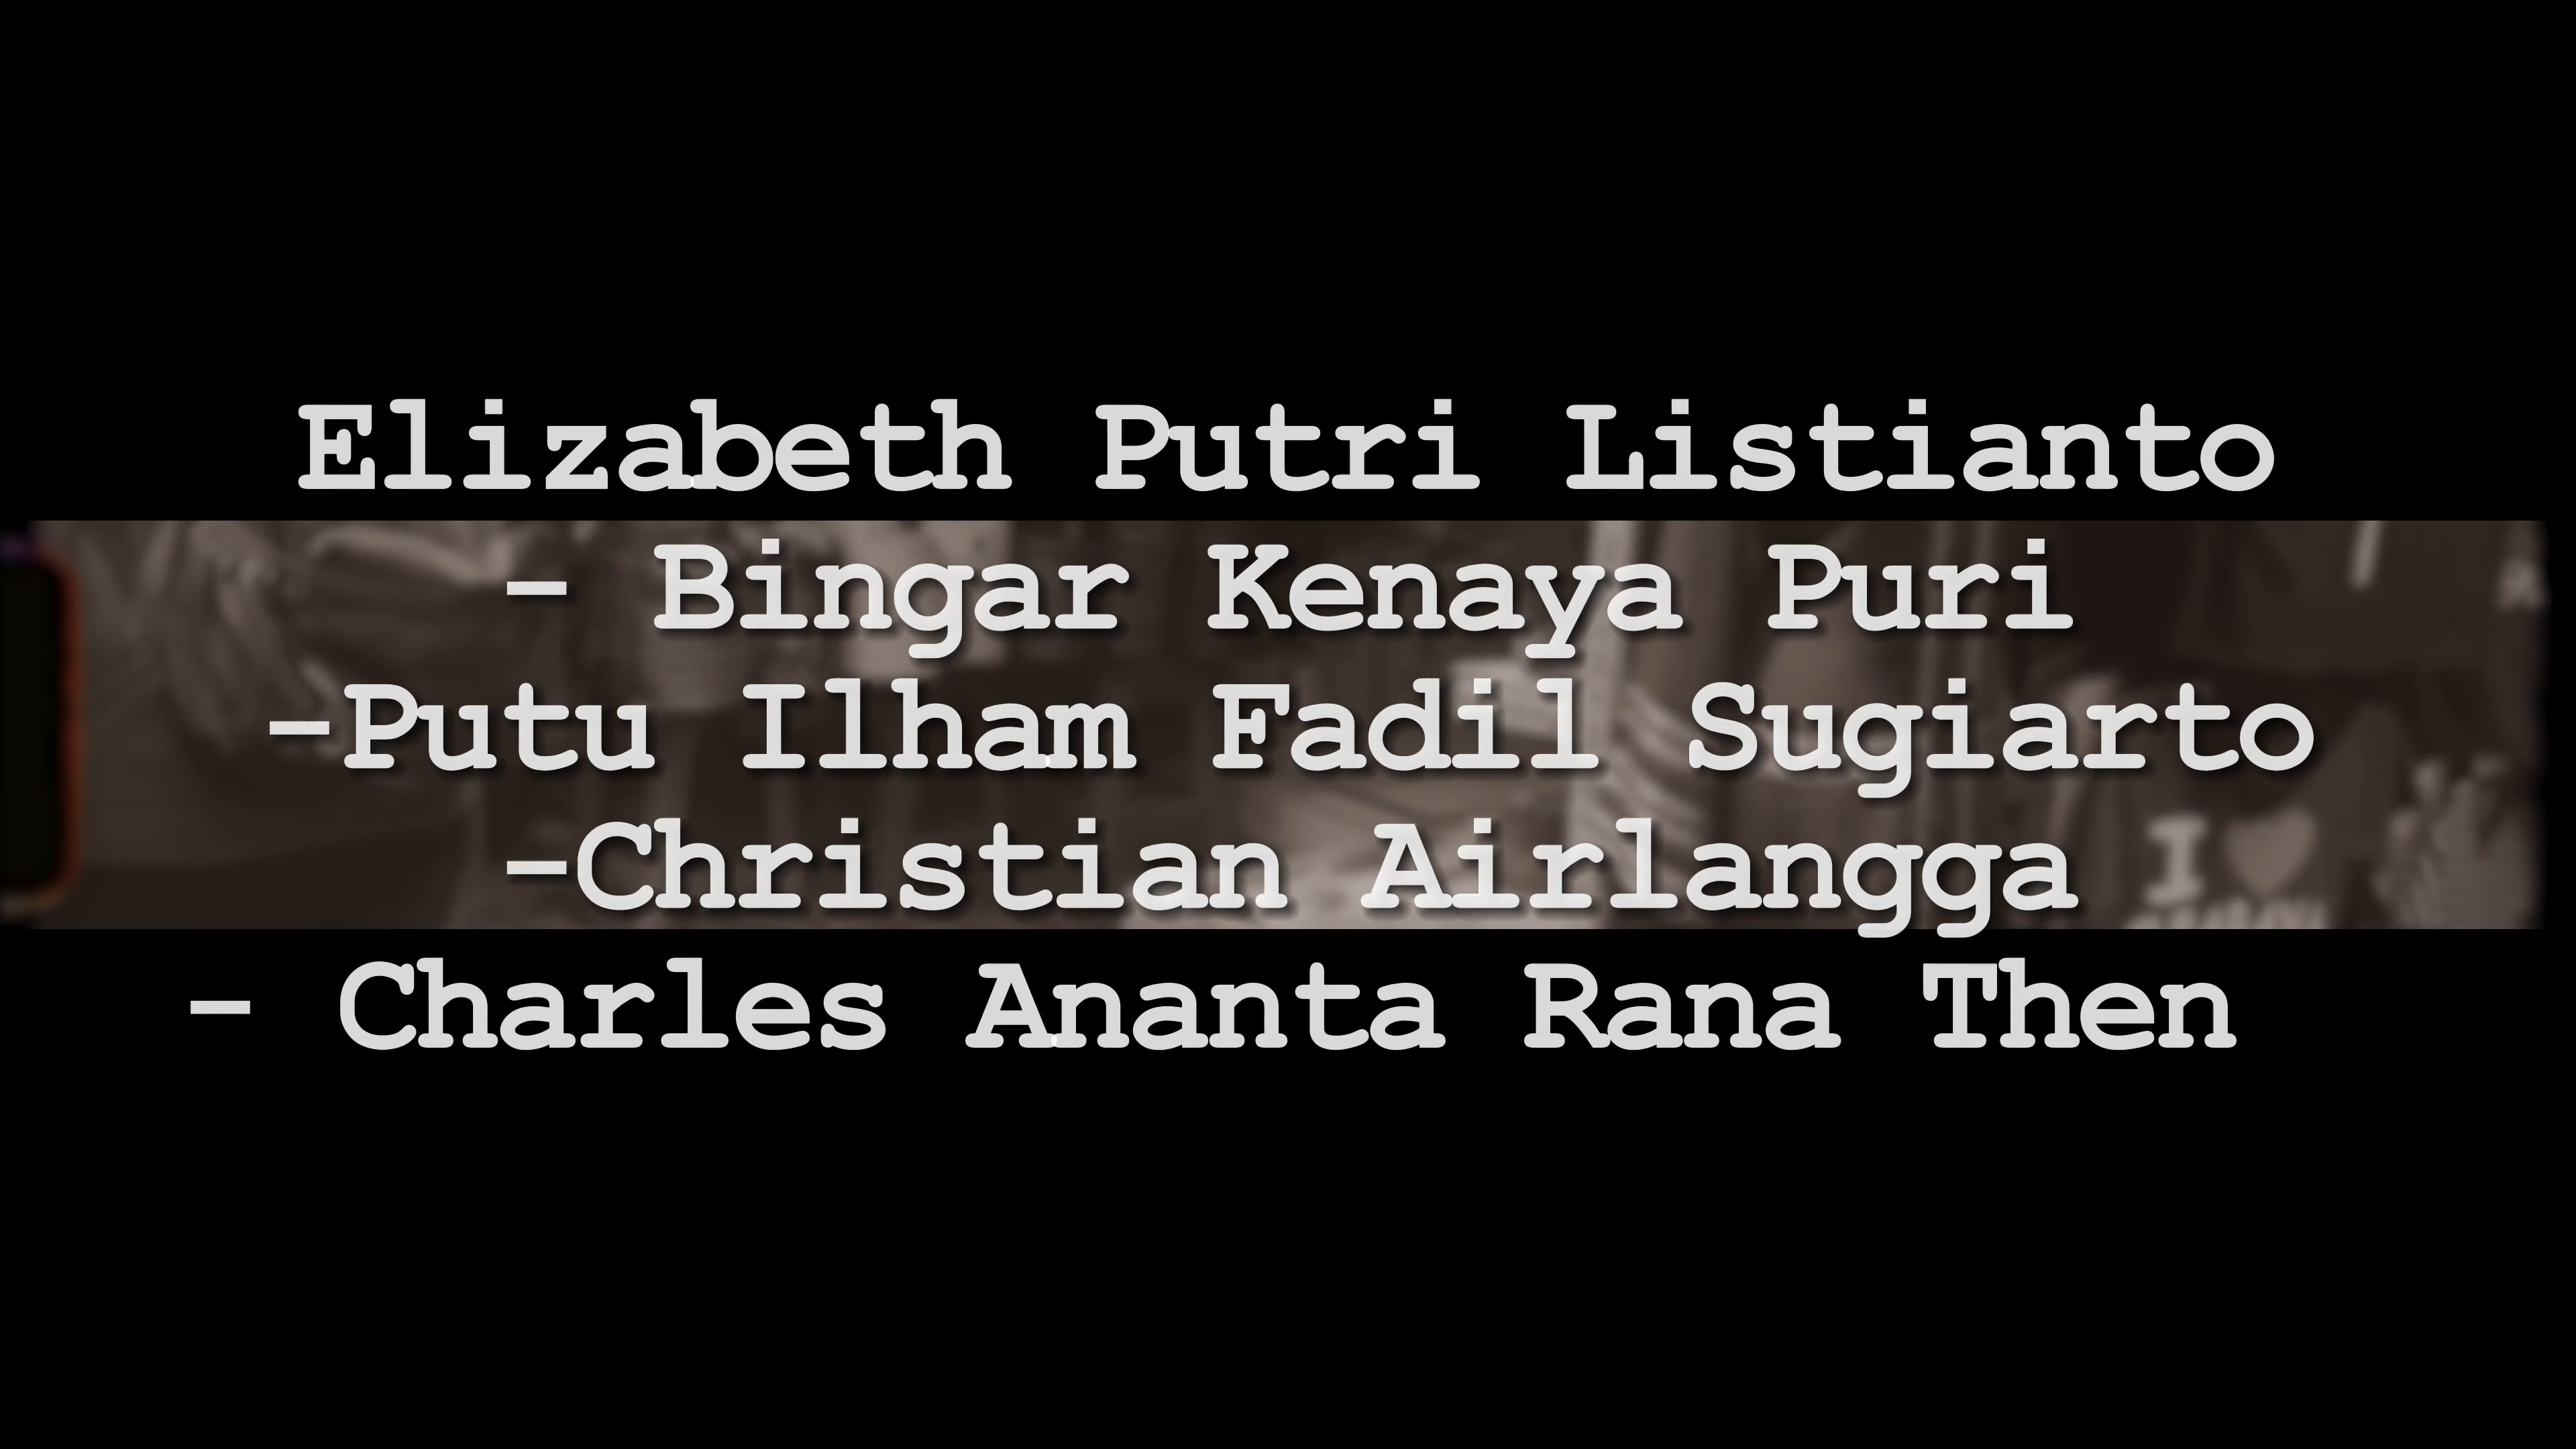 Elizabeth Putri Listianto
- Bingar Kenaya Puri
-Putu Ilham Fadil Sugiarto
-Christian Airlangga
- Charles Ananta Rana Then
I ♥